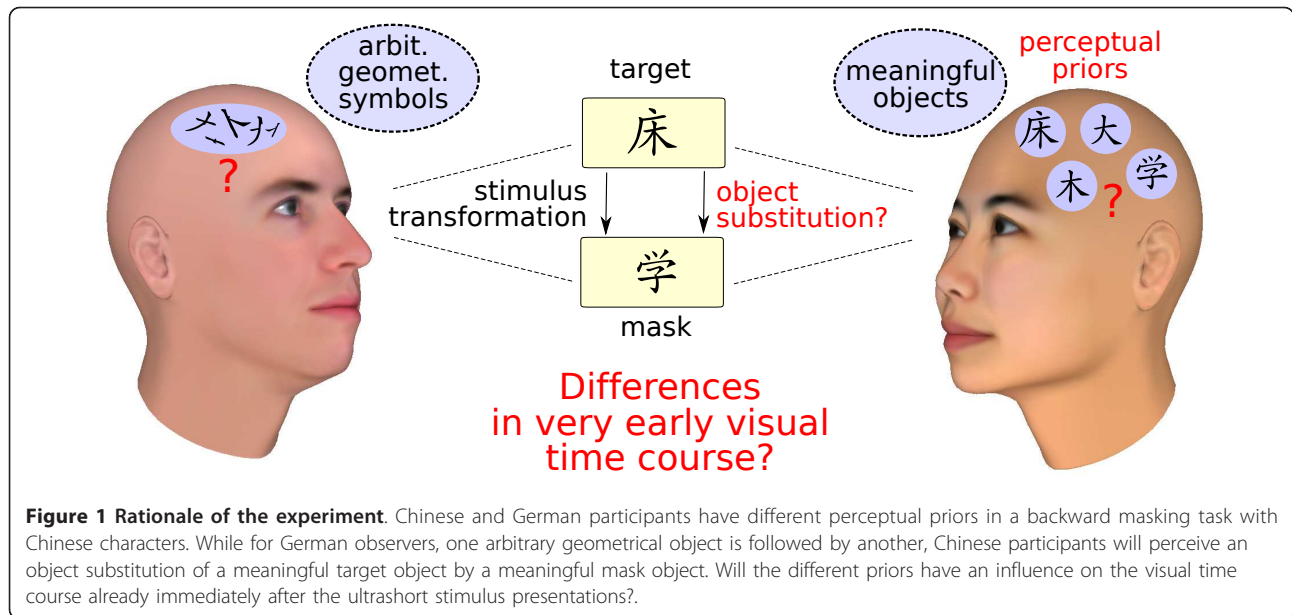 arbit.
geomet.
symbols
?
target
床
stimulus
transformation
object
substitution?
学
mask
meaningful
objects
perceptual
priors
床 大
木 ? 学
Differences
in very early visual
time course?
Figure 1 Rationale of the experiment. Chinese and German participants have different perceptual priors in a backward masking task with
Chinese characters. While for German observers, one arbitrary geometrical object is followed by another, Chinese participants will perceive an
object substitution of a meaningful target object by a meaningful mask object. Will the different priors have an influence on the visual time
course already immediately after the ultrashort stimulus presentations?.